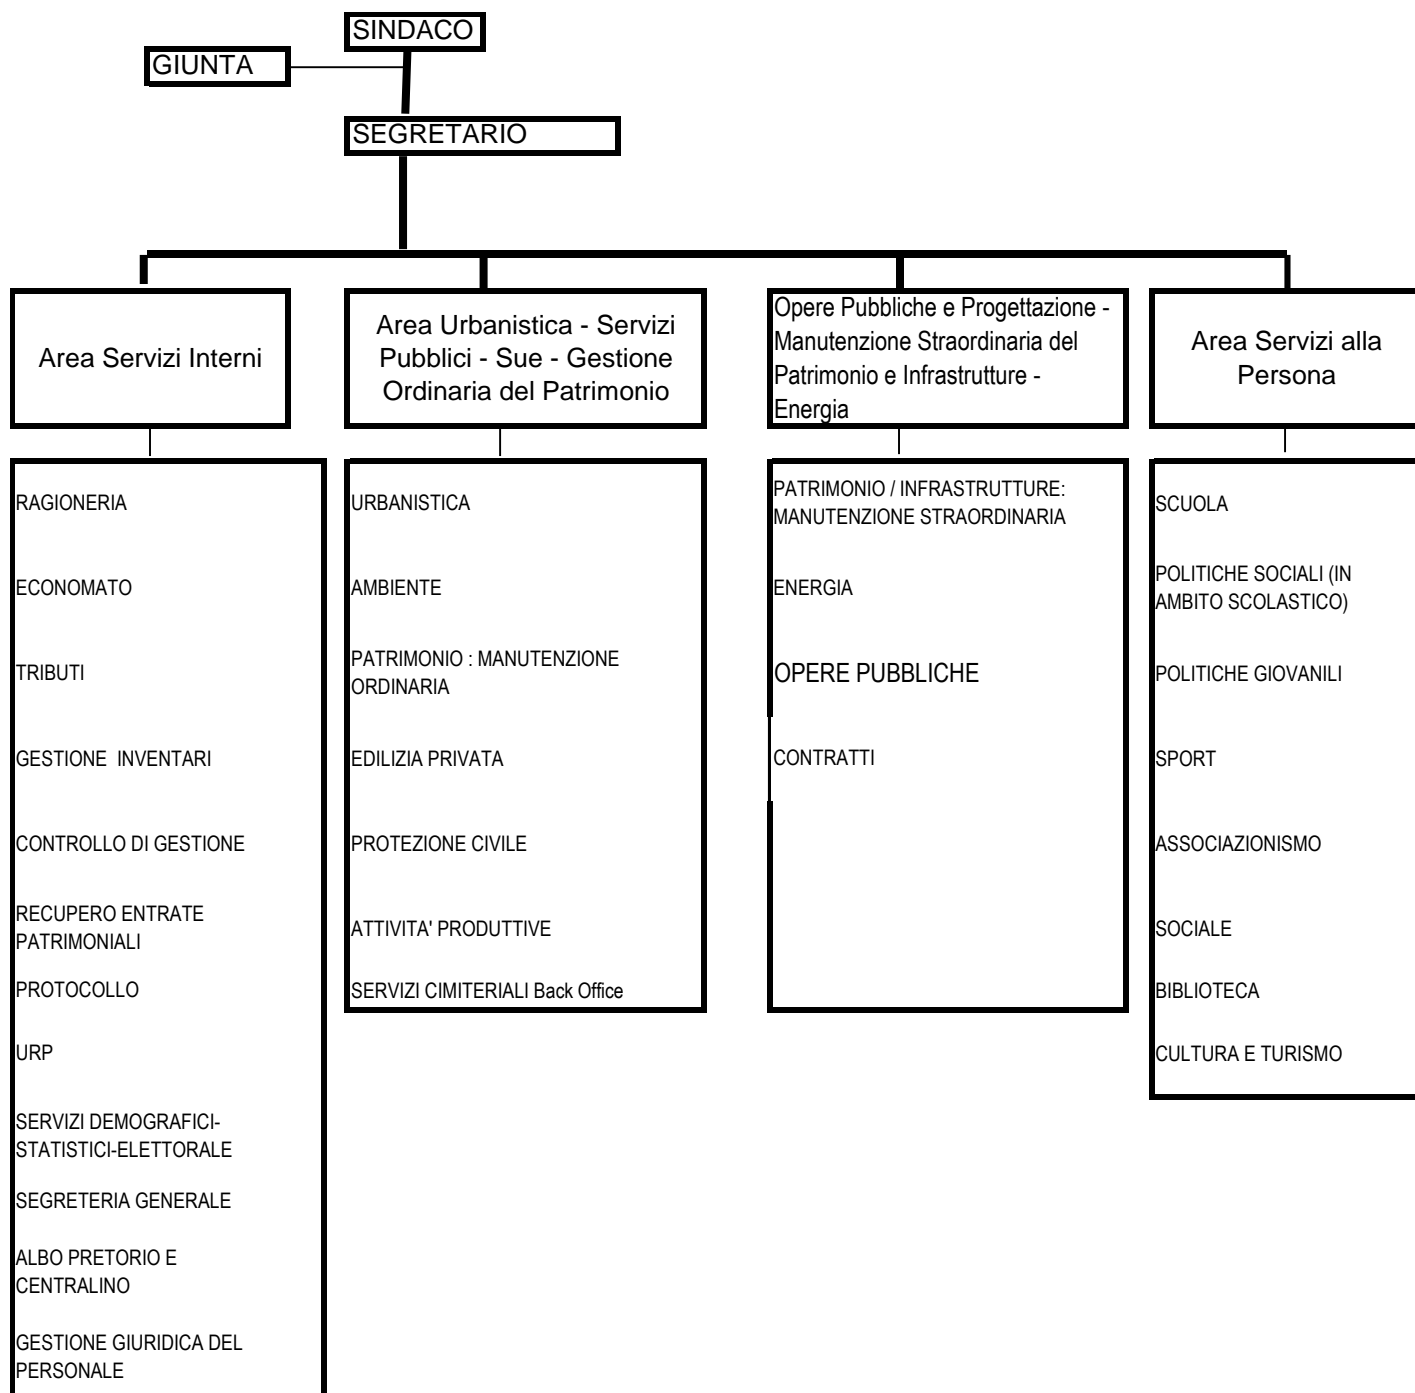 SINDACO
GIUNTA
SEGRETARIO
Area Servizi Interni
Area Urbanistica - Servizi
Pubblici - Sue - Gestione
Ordinaria del Patrimonio
Opere Pubbliche e Progettazione -
Manutenzione Straordinaria del
Patrimonio e Infrastrutture -
Energia
Area Servizi alla
Persona
RAGIONERIA
ECONOMATO
TRIBUTI
GESTIONE  INVENTARI
CONTROLLO DI GESTIONE
RECUPERO ENTRATE
PATRIMONIALI
PROTOCOLLO
URP
SERVIZI DEMOGRAFICI-
STATISTICI-ELETTORALE
SEGRETERIA GENERALE
ALBO PRETORIO E
CENTRALINO
GESTIONE GIURIDICA DEL
PERSONALE
URBANISTICA
AMBIENTE
PATRIMONIO : MANUTENZIONE
ORDINARIA
EDILIZIA PRIVATA
PROTEZIONE CIVILE
ATTIVITA' PRODUTTIVE
SERVIZI CIMITERIALI Back Office
PATRIMONIO / INFRASTRUTTURE:
MANUTENZIONE STRAORDINARIA
ENERGIA
OPERE PUBBLICHE
CONTRATTI
SCUOLA
POLITICHE SOCIALI (IN
AMBITO SCOLASTICO)
POLITICHE GIOVANILI
SPORT
ASSOCIAZIONISMO
SOCIALE
BIBLIOTECA
CULTURA E TURISMO